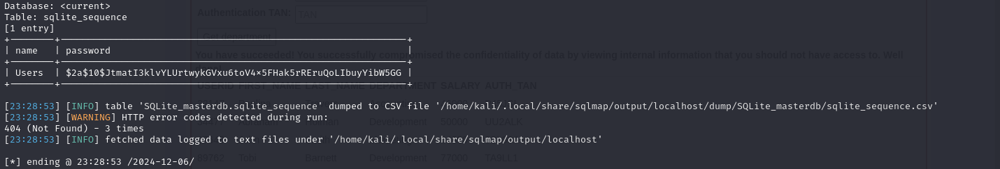 Database: <current>
Table: sqlite_sequence
[1 entry]
| name | password |
| Users | $2a$10$JtmatI3klvYLUrtwykGVxu6toV4×5FHak5rREruQoLIbuyYibW5GG |
[23:28:53] [INFO] table 'SQLite_masterdb.sqlite_sequence' dumped to CSV file '/home/kali/.local/share/sqlmap/output/localhost/dump/SQLite_masterdb/sqlite_sequence.csv'
[23:28:53] [WARNING] HTTP error codes detected during run:
404 (Not Found) - 3 times
[23:28:53] [INFO] fetched data logged to text files under '/home/kali/.local/share/sqlmap/output/localhost'
[*] ending @ 23:28:53 /2024-12-06/
Authentication TAN: TAN
Get department
You have succeeded! You successfully compromised the confidentiality of data by viewing internal information that you should not have access to. Well
USERID FIRST_NAME LAST_NAME DEPARTMENT SALARY AUTH_TAN
Development 50000 UU2ALK
89762 Tobi Barnett Development 77000 TA9LL1